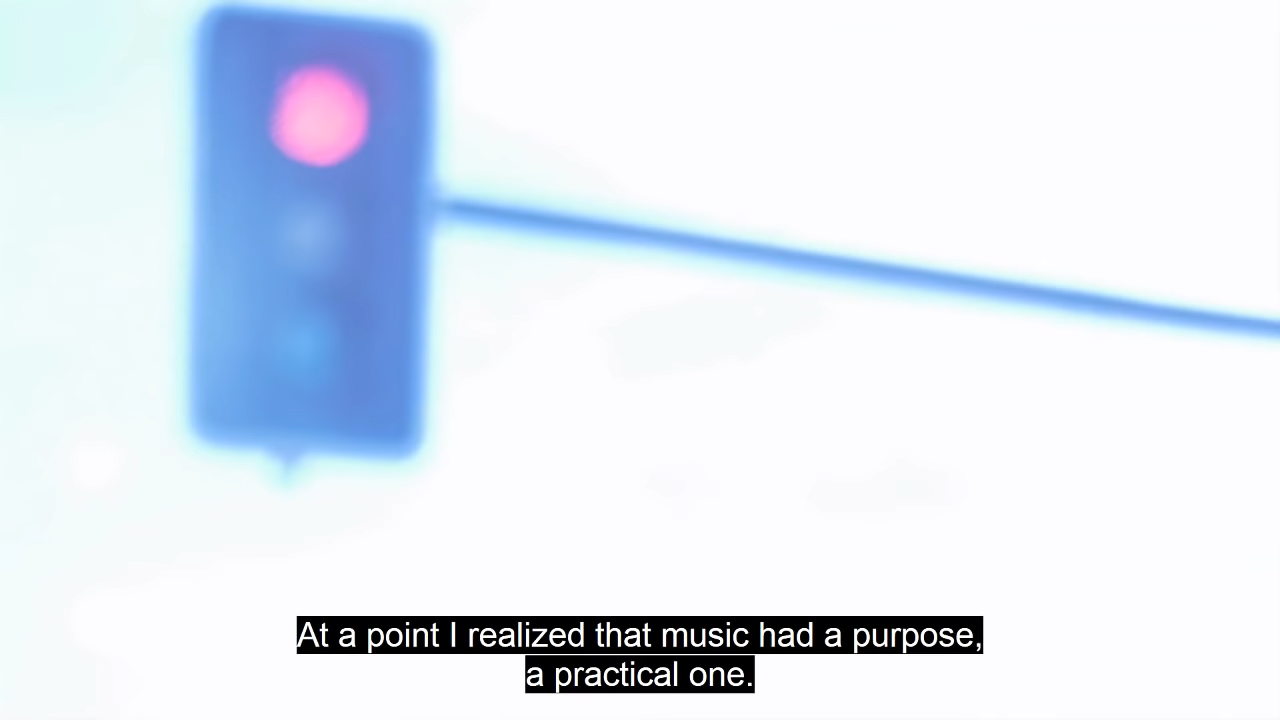 At a point I realized that music had a purpose,
a practical one.